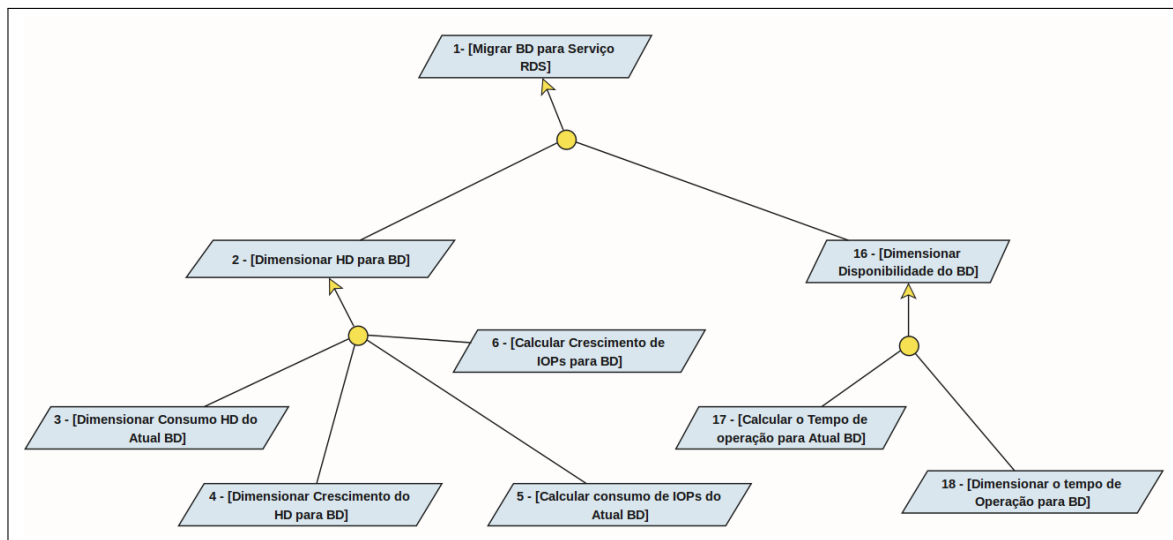 1- [Migrar BD para Serviço
RDS]
2 - [Dimensionar HD para BD]
16 - [Dimensionar
Disponibilidade do BD]
6 - [Calcular Crescimento de
IOPs para BD]
3 - [Dimensionar Consumo HD do
Atual BD]
17 - [Calcular o Tempo de
operação para Atual BD]
4 - [Dimensionar Crescimento do
HD para BD]
5 - [Calcular consumo de IOPs do
Atual BD]
18 - [Dimensionar o tempo de
Operação para BD]